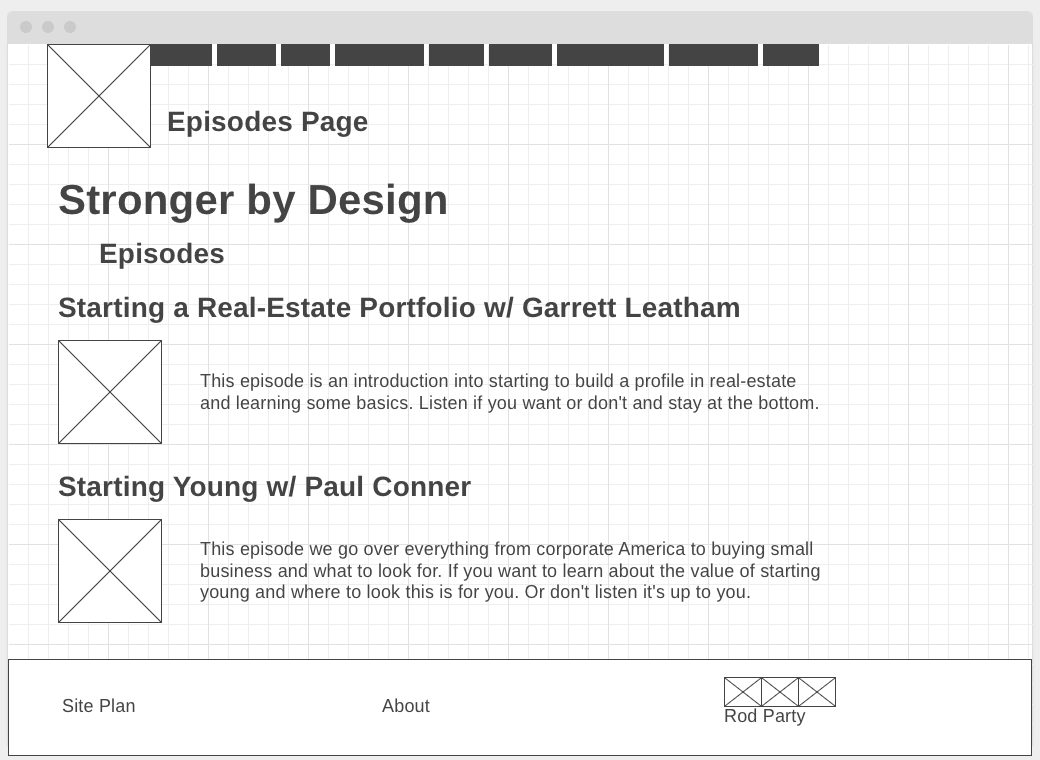 Episodes Page
Stronger by Design
Episodes
Starting a Real-Estate Portfolio w/ Garrett Leatham
This episode is an introduction into starting to build a profile in real-estate
and learning some basics. Listen if you want or don't and stay at the bottom.
Starting Young w/ Paul Conner
This episode we go over everything from corporate America to buying small
business and what to look for. If you want to learn about the value of starting
young and where to look this is for you. Or don't listen it's up to you.
Site Plan
About
Rod Party